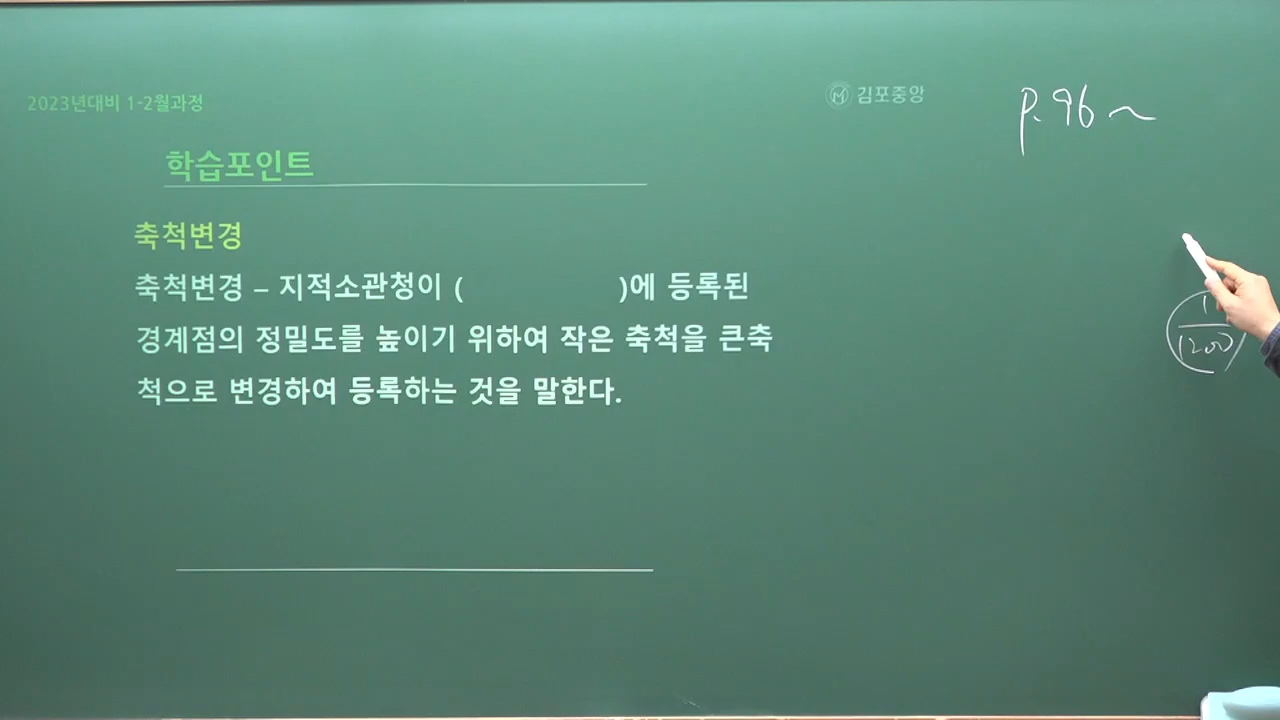 2023년대비 1-2월과정
김포중앙
p.96~
학습포인트
축척변경
축척변경 – 지적소관청이 (              )에 등록된
경계점의 정밀도를 높이기 위하여 작은 축척을 큰축
척으로 변경하여 등록하는 것을 말한다.
1
1200